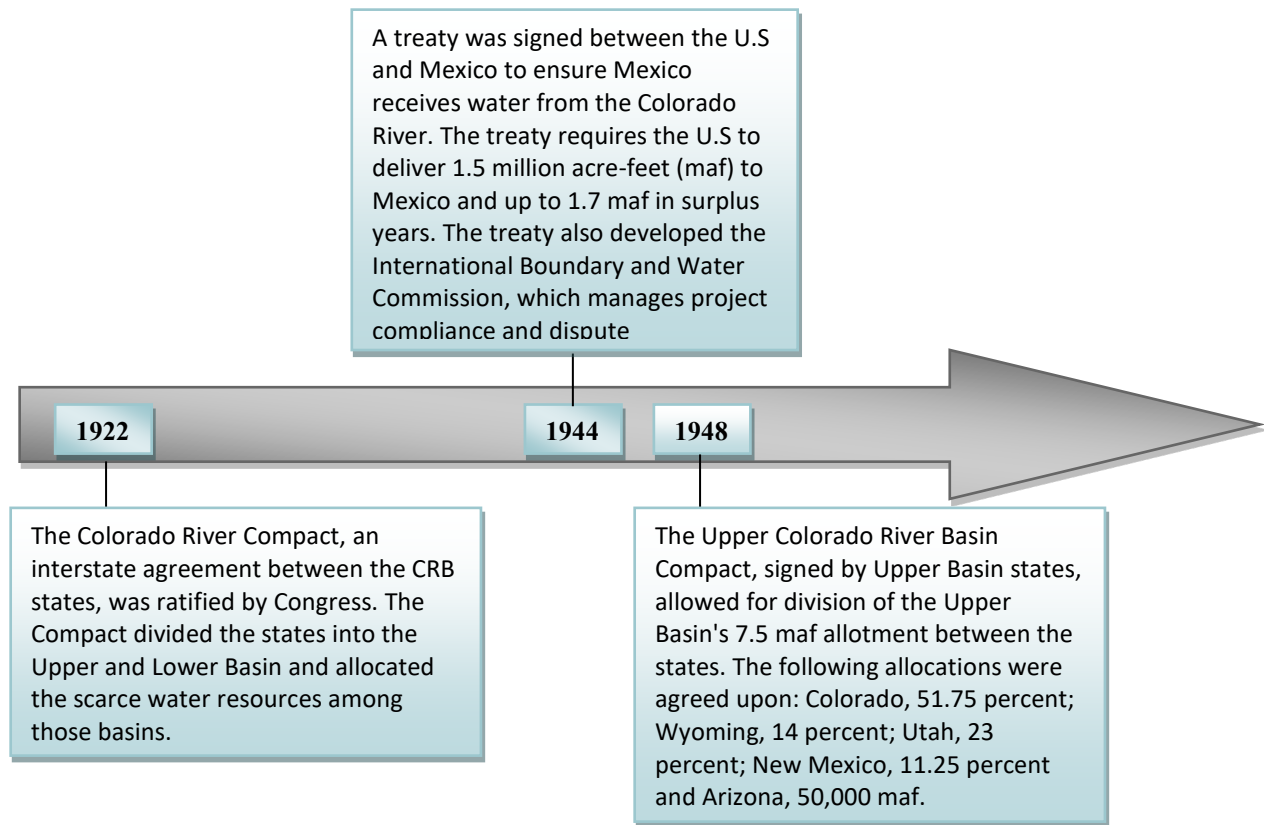 A treaty was signed between the U.S
and Mexico to ensure Mexico
receives water from the Colorado
River. The treaty requires the U.S to
deliver 1.5 million acre-feet (maf) to
Mexico and up to 1.7 maf in surplus
years. The treaty also developed the
International Boundary and Water
Commission, which manages project
compliance and dispute
1922
1944
1948
The Colorado River Compact, an
interstate agreement between the CRB
states, was ratified by Congress. The
Compact divided the states into the
Upper and Lower Basin and allocated
the scarce water resources among
those basins.
The Upper Colorado River Basin
Compact, signed by Upper Basin states,
allowed for division of the Upper
Basin's 7.5 maf allotment between the
states. The following allocations were
agreed upon: Colorado, 51.75 percent;
Wyoming, 14 percent; Utah, 23
percent; New Mexico, 11.25 percent
and Arizona, 50,000 maf.